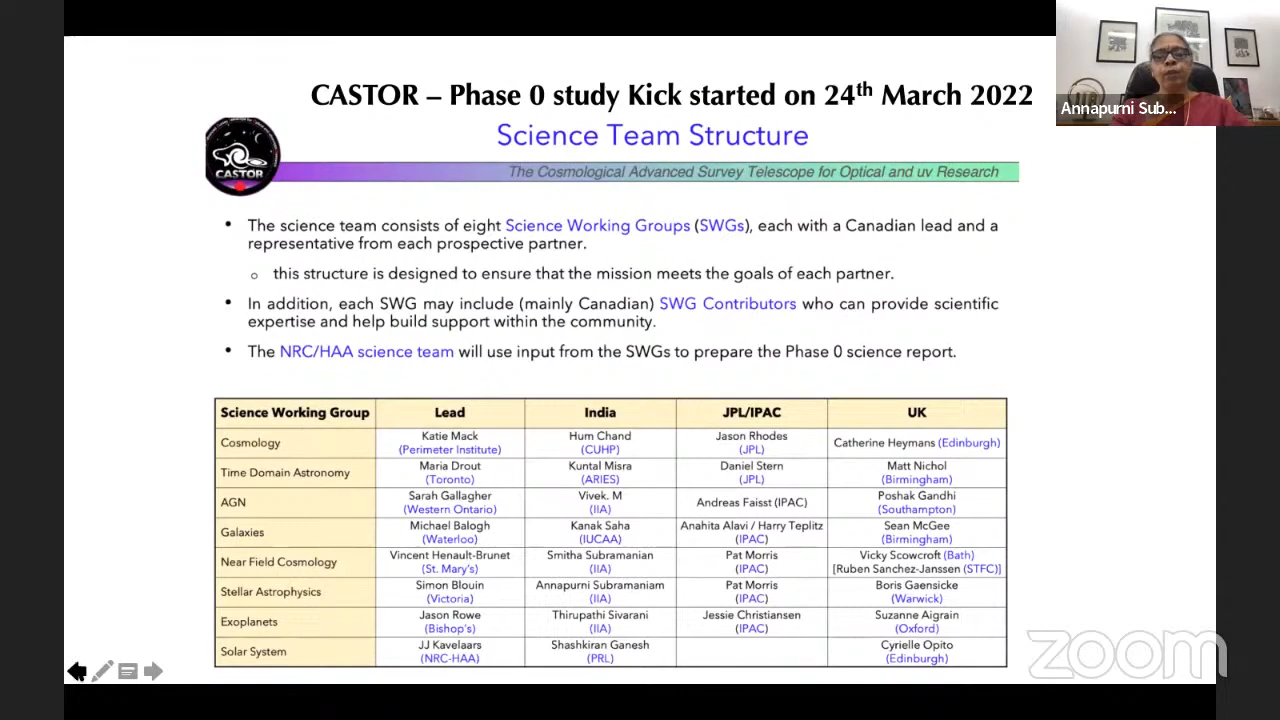 CASTOR – Phase 0 study Kick started on 24th March 2022
Annapurni Sub...
Science Team Structure
CASTOR
The Cosmological Advanced Survey Telescope for Optical and uv Research
• The science team consists of eight Science Working Groups (SWGs), each with a Canadian lead and a
representative from each prospective partner.
o this structure is designed to ensure that the mission meets the goals of each partner.
• In addition, each SWG may include (mainly Canadian) SWG Contributors who can provide scientific
expertise and help build support within the community.
• The NRC/HAA science team will use input from the SWGs to prepare the Phase 0 science report.
Science Working Group Lead India JPL/IPAC UK
Cosmology Katie Mack (Perimeter Institute) Hum Chand (CUHP) Jason Rhodes (JPL) Catherine Heymans (Edinburgh)
Time Domain Astronomy Maria Drout (Toronto) Kuntal Misra (ARIES) Daniel Stern (JPL) Matt Nichol (Birmingham)
AGN Sarah Gallagher (Western Ontario) Vivek. M (IIA) Andreas Faisst (IPAC) Poshak Gandhi (Southampton)
Galaxies Michael Balogh (Waterloo) Kanak Saha (IUCAA) Anahita Alavi / Harry Teplitz (IPAC) Sean McGee (Birmingham)
Near Field Cosmology Vincent Henault-Brunet (St. Mary's) Smitha Subramanian (IIA) Pat Morris (IPAC) Vicky Scowcroft (Bath) [Ruben Sanchez-Janssen (STFC)]
Stellar Astrophysics Simon Blouin (Victoria) Annapurni Subramaniam (IIA) Pat Morris (IPAC) Boris Gaensicke (Warwick)
Exoplanets Jason Rowe (Bishop's) Thirupathi Sivarani (IIA) Jessie Christiansen (IPAC) Suzanne Aigrain (Oxford)
Solar System JJ Kavelaars (NRC-HAA) Shashkiran Ganesh (PRL) Cyrielle Opito (Edinburgh)
zoom